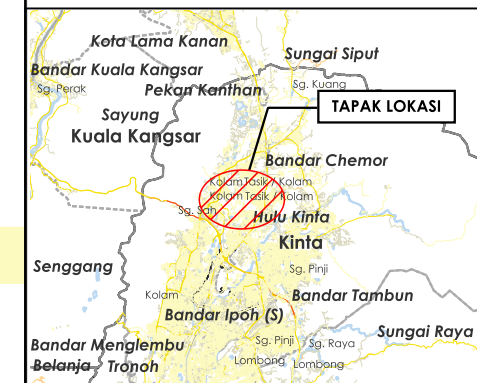 Kota Lama Kanan
Sungai Siput
Bandar Kuala Kangsar
Sg. Perak
Pekan Kanthan
Sg. Kuang
TAPAK LOKASI
Sayung
Kuala Kangsar
Bandar Chemor
Kolam Tasik / Kolam
Kolam Tasik / Kolam
Sg. Sah
Hulu Kinta
Kinta
Senggang
Sg. Pinji
Kolam
Bandar Tambun
Bandar Ipoh (S)
Sungai Raya
Bandar Menglembu
Sg. Pinji
Sg. Raya
Belanja
Tronoh
Lombong
Lombong